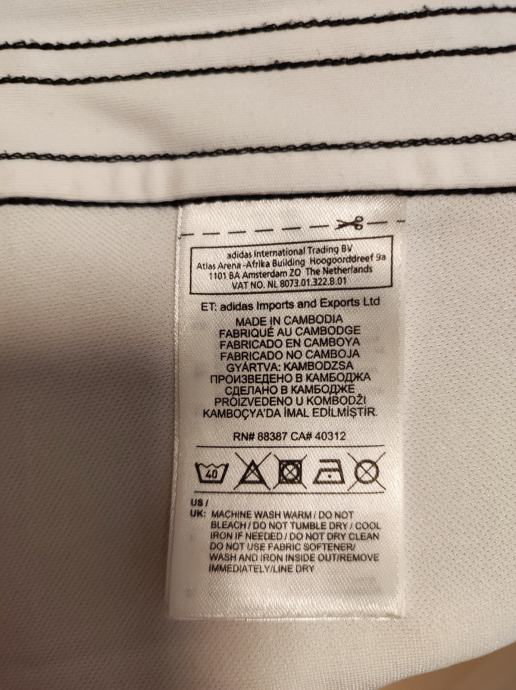 adidas International Trading BV
Atlas Arena-Afrika Building Hoogoorddreef 9a
1101 BA Amsterdam ZO The Netherlands
VAT NO. NL 8073.01.322.B.01
ET: adidas Imports and Exports Ltd
MADE IN CAMBODIA
FABRIQUÉ AU CAMBODGE
FABRICADO EN CAMBOYA
FABRICADO NO CAMBOJA
GYÁRTVA: KAMBODZSA
ПРОИЗВЕДЕНО В КАМБОДЖА
СДЕЛАНО В КАМБОДЖЕ
PROIZVEDENO U KOMBODŽI
KAMBOÇYA'DA İMAL EDİLMİŞTİR.
RN# 88387 CA# 40312
40
US /
UK: MACHINE WASH WARM / DO NOT
BLEACH / DO NOT TUMBLE DRY / COOL
IRON IF NEEDED / DO NOT DRY CLEAN
DO NOT USE FABRIC SOFTENER/
WASH AND IRON INSIDE OUT/REMOVE
IMMEDIATELY/LINE DRY